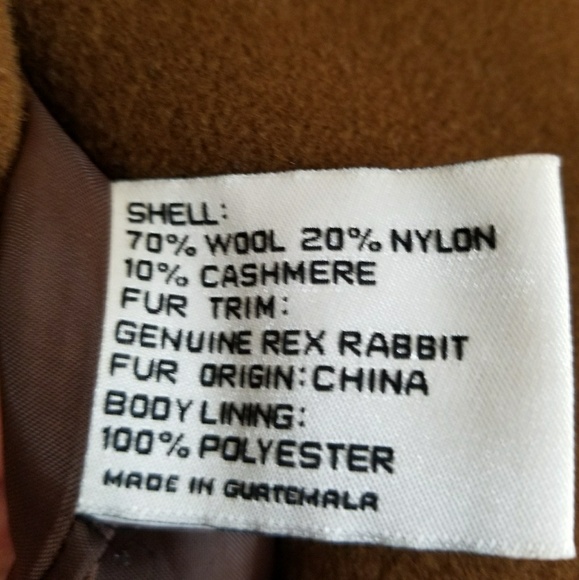 SHELL:
70% WOOL 20% NYLON
10% CASHMERE
FUR TRIM:
GENUINE REX RABBIT
FUR ORIGIN:CHINA
BODY LINING:
100% POLYESTER
MADE IN GUATEMALA